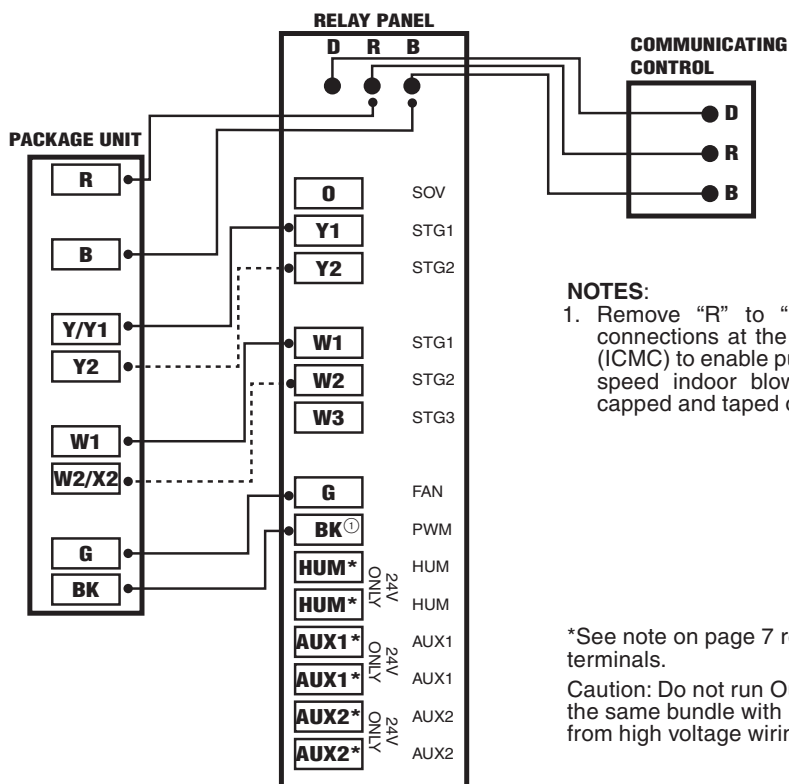 RELAY PANEL
D R B
COMMUNICATING
CONTROL
D
R
B
PACKAGE UNIT
R
B
Y/Y1
Y2
W1
W2/X2
G
BK
O SOV
Y1 STG1
Y2 STG2
W1 STG1
W2 STG2
W3 STG3
G FAN
BK① PWM
HUM* HUM
HUM* HUM
24V
ONLY
AUX1* AUX1
AUX1* AUX1
24V
ONLY
AUX2* AUX2
AUX2* AUX2
24V
ONLY
NOTES:
1. Remove “R” to “
connections at the
(ICMC) to enable
speed indoor
capped and taped
*See note on page 7
terminals.
Caution: Do not run
the same bundle with
from high voltage